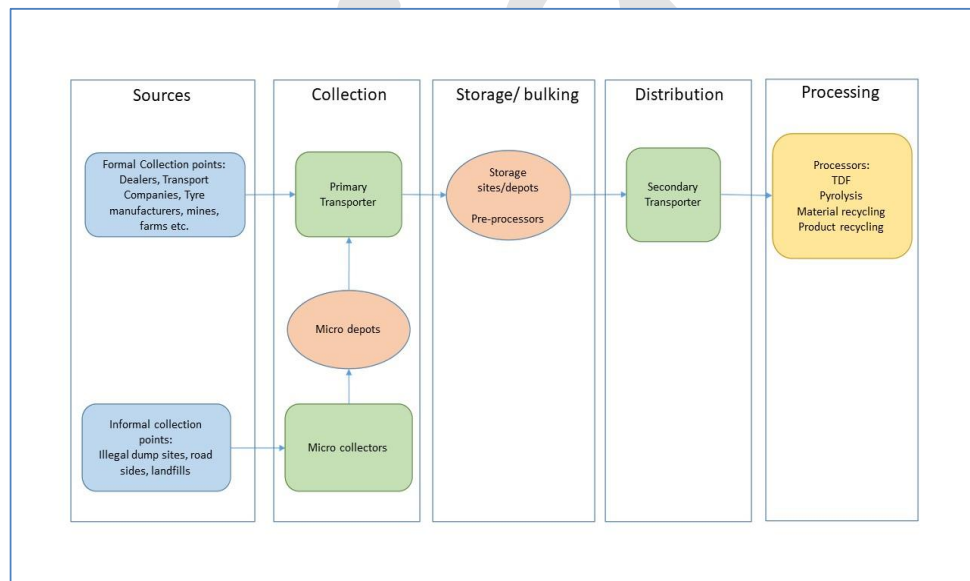 Sources
Collection
Storage/ bulking
Distribution
Processing
Formal Collection points:
Dealers, Transport
Companies, Tyre
manufacturers, mines,
farms etc.
Primary
Transporter
Storage
sites/depots
Pre-processors
Secondary
Transporter
Processors:
TDF
Pyrolysis
Material recycling
Product recycling
Micro depots
Informal collection
points:
Illegal dump sites, road
sides, landfills
Micro collectors